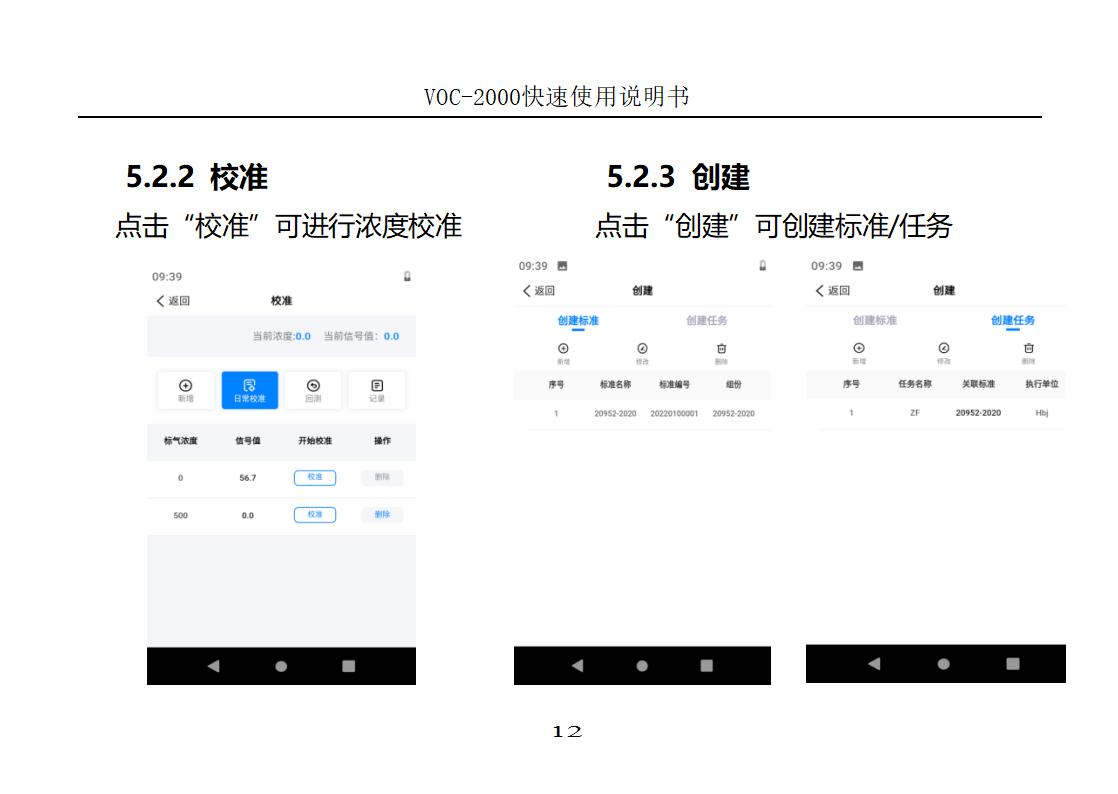 VOC-2000快速使用说明书
5.2.2 校准
点击“校准”可进行浓度校准
09:39
返回 校准
当前浓度:0.0 当前信号值: 0.0
新增 日常校准 回测 记录
标气浓度 信号值 开始校准 操作
0 56.7 校准 删除
500 0.0 校准 删除
5.2.3 创建
点击“创建”可创建标准/任务
09:39
返回 创建
创建标准 创建任务
新增 修改 删除
序号 标准名称 标准编号 组份
1 20952-2020 20220100001 20952-2020
09:39
返回 创建
创建标准 创建任务
新增 修改 删除
序号 任务名称 关联标准 执行单位
1 ZF 20952-2020 Hbj
12